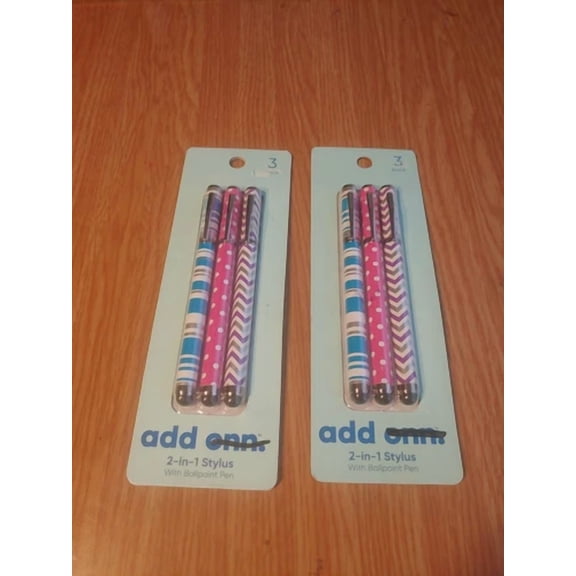 3
add onn.
2-in-1 Stylus
With Ballpoint Pen
3
add onn.
2-in-1 Stylus
With Ballpoint Pen